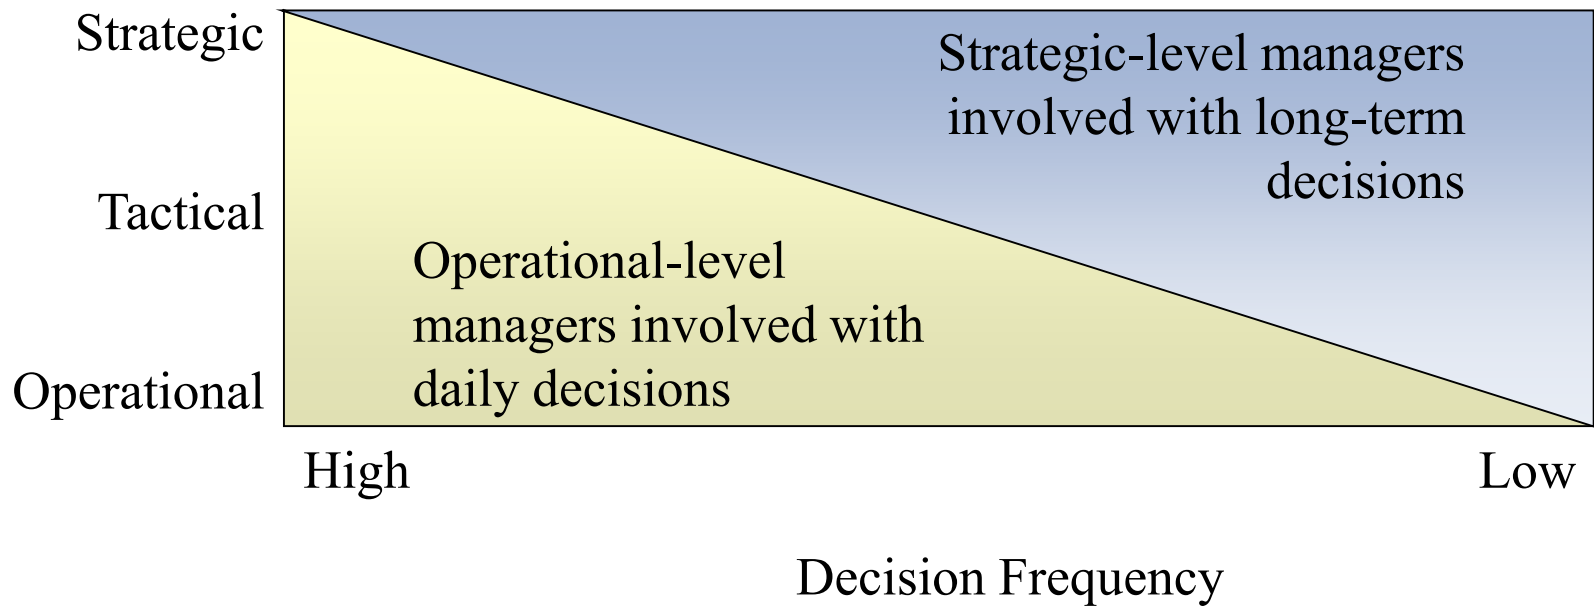 Strategic
Strategic-level managers
involved with long-term
decisions
Tactical
Operational-level
managers involved with
daily decisions
Operational
High
Low
Decision Frequency